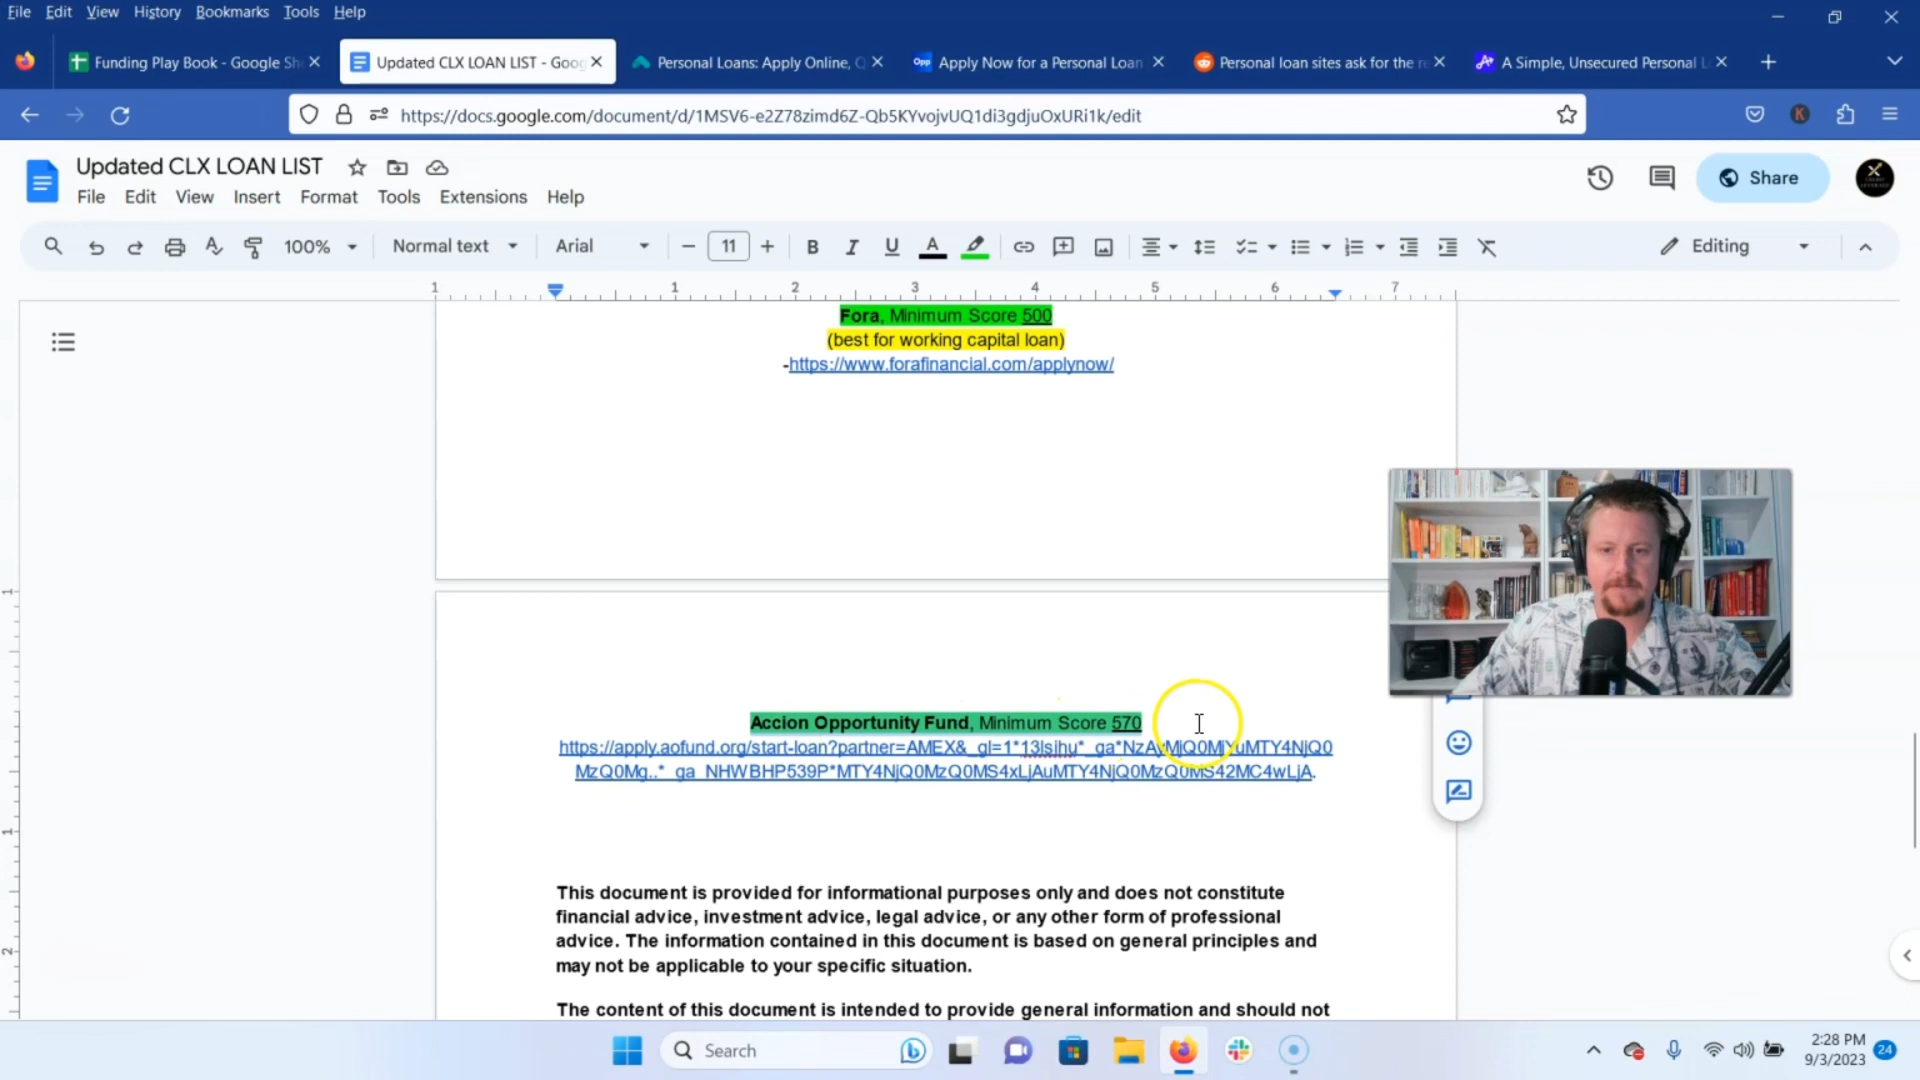 File Edit View History Bookmarks Tools Help
Funding Play Book - Google She
Updated CLX LOAN LIST - Goog
Personal Loans: Apply Online, Q
Opp Apply Now for a Personal Loan
Personal loan sites ask for the re
A Simple, Unsecured Personal L
https://docs.google.com/document/d/1MSV6-e2Z78zimd6Z-Qb5KYvojvUQ1di3gdjuOxURi1k/edit
K
Updated CLX LOAN LIST
File Edit View Insert Format Tools Extensions Help
Share
100% Normal text Arial 11 B I U A Editing
1 1 2 3 4 5 6 7
Fora, Minimum Score 500
(best for working capital loan)
-https://www.forafinancial.com/applynow/
Accion Opportunity Fund, Minimum Score 570
https://apply.aofund.org/start-loan?partner=AMEX&_gl=1*13lsjhu*_ga*NzAyMjQ0MjYuMTY4NjQ0
MzQ0Mg..*_ga_NHWBHP539P*MTY4NjQ0MzQ0MS4xLjAuMTY4NjQ0MzQ0MS42MC4wLjA.
This document is provided for informational purposes only and does not constitute
financial advice, investment advice, legal advice, or any other form of professional
advice. The information contained in this document is based on general principles and
may not be applicable to your specific situation.
The content of this document is intended to provide general information and should not
Search
2:28 PM
9/3/2023
24